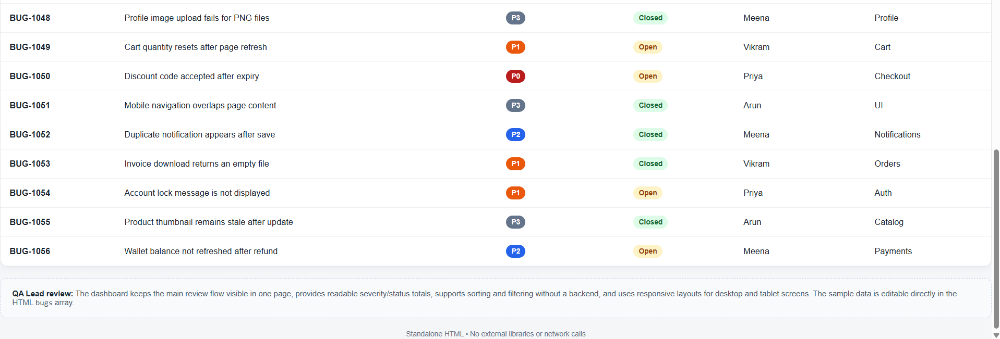 BUG-1048 Profile image upload fails for PNG files P3 Closed Meena Profile
BUG-1049 Cart quantity resets after page refresh P1 Open Vikram Cart
BUG-1050 Discount code accepted after expiry P0 Open Priya Checkout
BUG-1051 Mobile navigation overlaps page content P3 Closed Arun UI
BUG-1052 Duplicate notification appears after save P2 Closed Meena Notifications
BUG-1053 Invoice download returns an empty file P1 Closed Vikram Orders
BUG-1054 Account lock message is not displayed P1 Open Priya Auth
BUG-1055 Product thumbnail remains stale after update P3 Closed Arun Catalog
BUG-1056 Wallet balance not refreshed after refund P2 Open Meena Payments
QA Lead review: The dashboard keeps the main review flow visible in one page, provides readable severity/status totals, supports sorting and filtering without a backend, and uses responsive layouts for desktop and tablet screens. The sample data is editable directly in the
HTML bugs array.
Standalone HTML • No external libraries or network calls